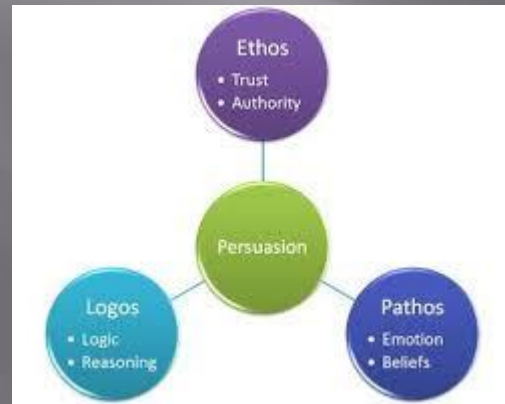 Ethos
• Trust
• Authority
Persuasion
Logos
• Logic
• Reasoning
Pathos
• Emotion
• Beliefs